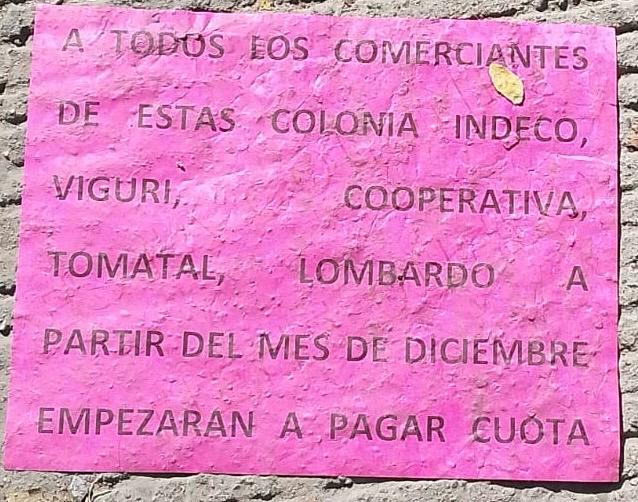 A TODOS LOS COMERCIANTES
DE ESTAS COLONIA INDECO,
VIGURI, COOPERATIVA,
TOMATAL, LOMBARDO A
PARTIR DEL MES DE DICIEMBRE
EMPEZARAN A PAGAR CUOTA